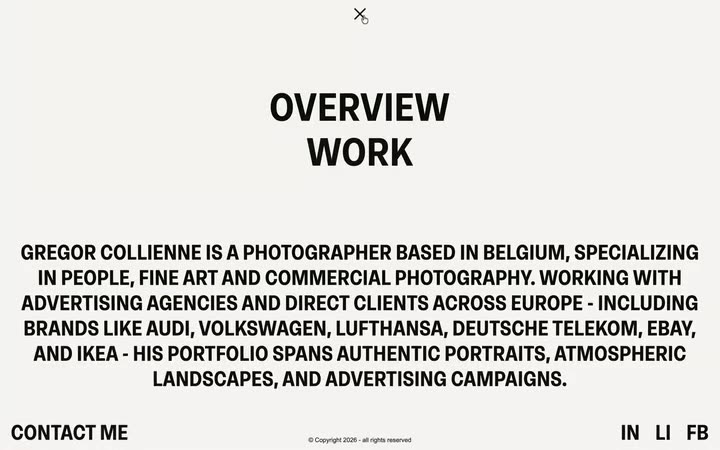 OVERVIEW
WORK
GREGOR COLLIENNE IS A PHOTOGRAPHER BASED IN BELGIUM, SPECIALIZING
IN PEOPLE, FINE ART AND COMMERCIAL PHOTOGRAPHY. WORKING WITH
ADVERTISING AGENCIES AND DIRECT CLIENTS ACROSS EUROPE - INCLUDING
BRANDS LIKE AUDI, VOLKSWAGEN, LUFTHANSA, DEUTSCHE TELEKOM, EBAY,
AND IKEA - HIS PORTFOLIO SPANS AUTHENTIC PORTRAITS, ATMOSPHERIC
LANDSCAPES, AND ADVERTISING CAMPAIGNS.
CONTACT ME
© Copyright 2026 - all rights reserved
IN LI FB